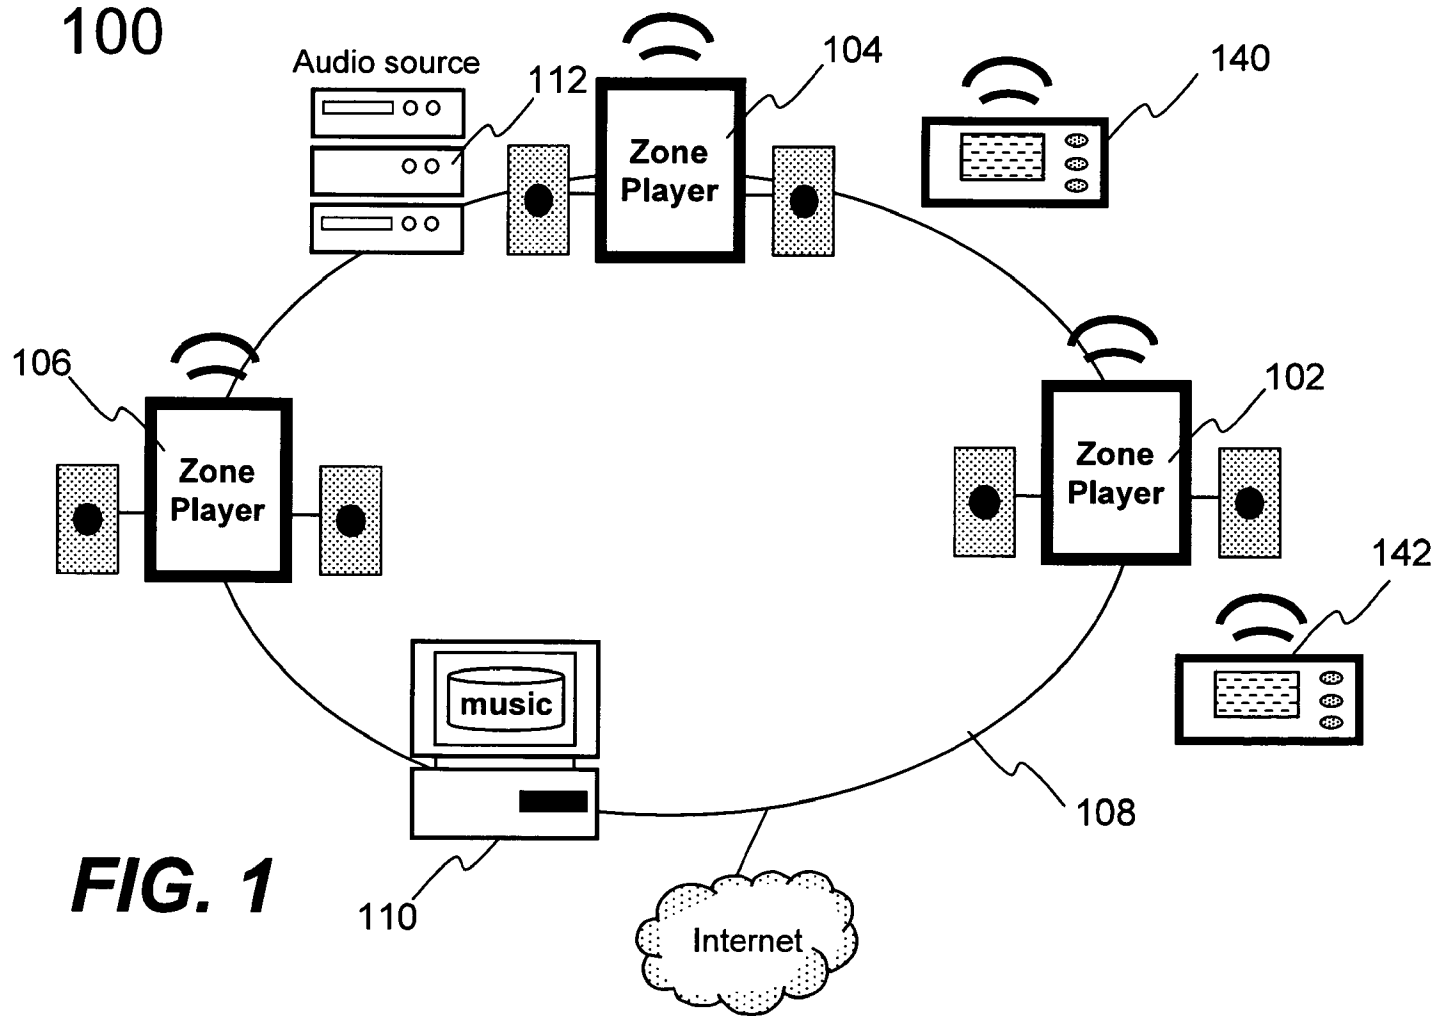 100
Audio source
112
104
140
Zone
Player
106
Zone
Player
102
Zone
Player
142
music
108
110
FIG. 1
Internet